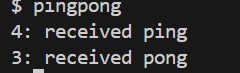 $ pingpong
4: received ping
3: received pong